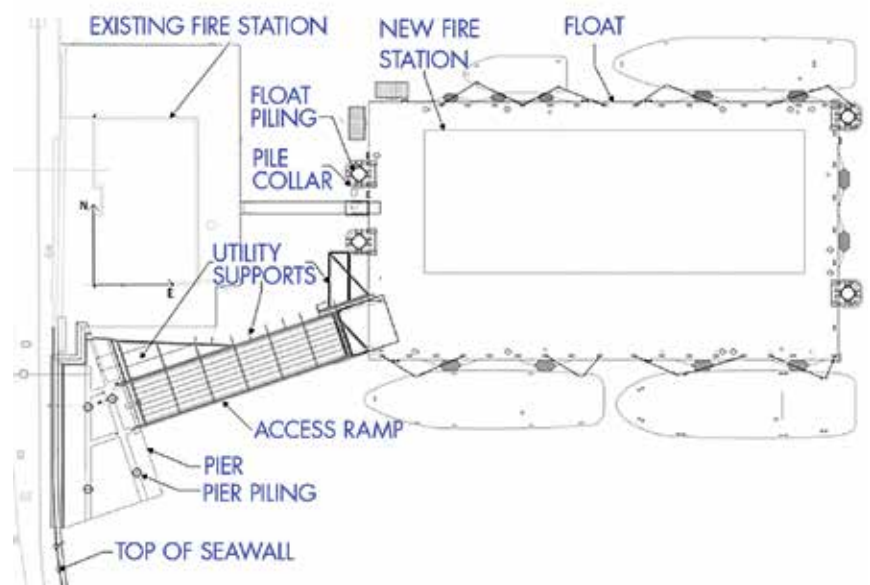 EXISTING FIRE STATION
NEW FIRE
STATION
FLOAT
FLOAT
PILING
PILE
COLLAR
N
E
UTILITY
SUPPORTS
ACCESS RAMP
PIER
PIER PILING
TOP OF SEAWALL